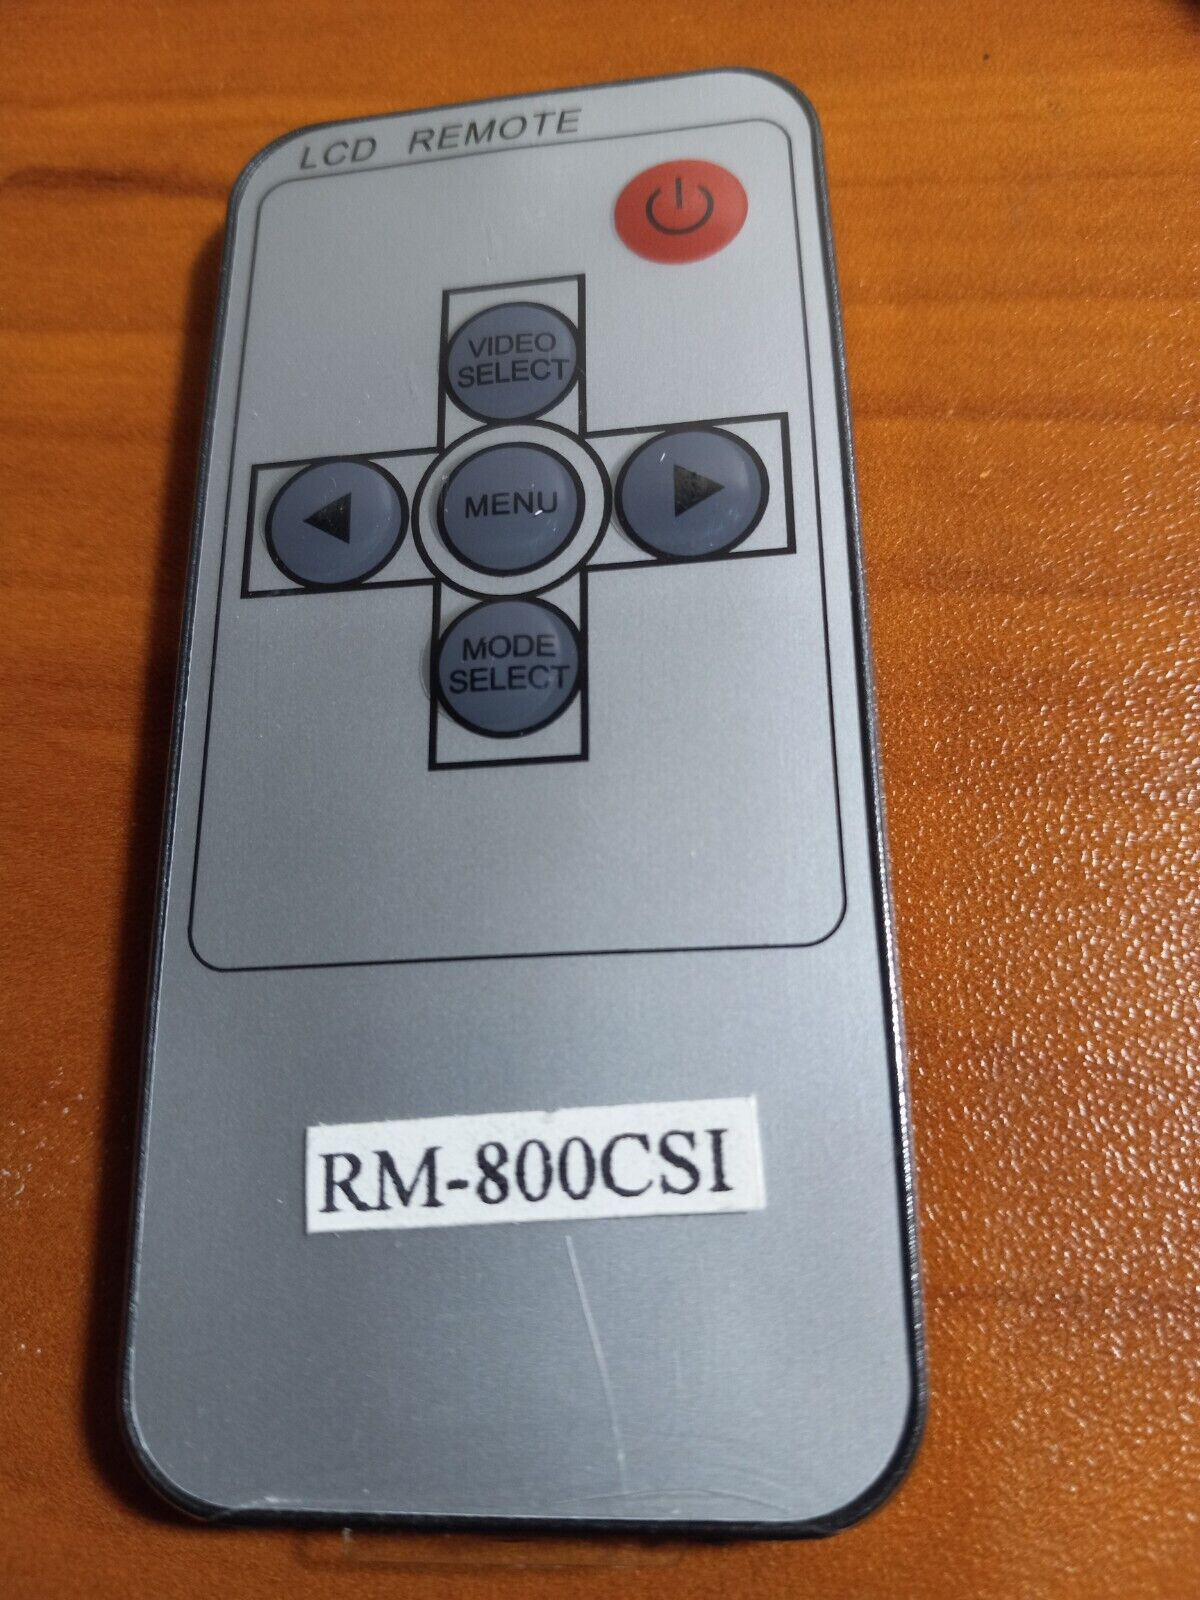 LCD REMOTE
VIDEO
SELECT
MENU
MODE
SELECT
RM-800CSI